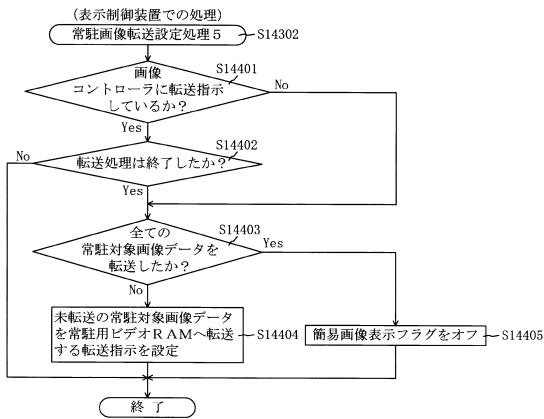 (表示制御装置での処理)
常駐画像転送設定処理5
S14302
画像
コントローラに転送指示
しているか?
S14401
No
Yes
転送処理は終了したか?
S14402
No
Yes
全ての
常駐対象画像データを
転送したか?
S14403
Yes
No
未転送の常駐対象画像データ
を常駐用ビデオRAMへ転送
する転送指示を設定
S14404
簡易画像表示フラグをオフ
S14405
終了